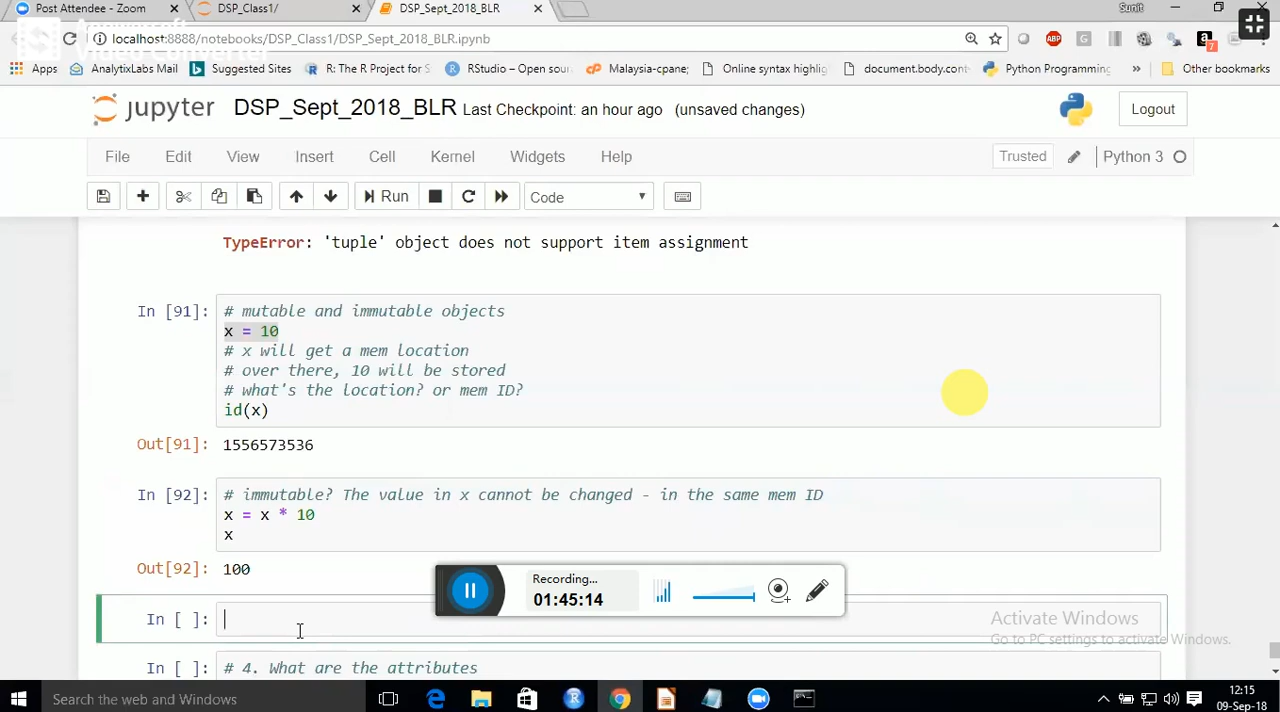 Post Attendee - Zoom
DSP_Class1/
DSP_Sept_2018_BLR
Sunit
localhost:8888/notebooks/DSP_Class1/DSP_Sept_2018_BLR.ipynb
ABP
G
a
7
Apps
AnalytixLabs Mail
Suggested Sites
R: The R Project for S
RStudio – Open sour
Malaysia-cpane;
Online syntax highlig
document.body.cont
Python Programming
»
Other bookmarks
jupyter
DSP_Sept_2018_BLR
Last Checkpoint: an hour ago
(unsaved changes)
Logout
File
Edit
View
Insert
Cell
Kernel
Widgets
Help
Trusted
Python 3
Run
Code
TypeError: 'tuple' object does not support item assignment
In [91]:
# mutable and immutable objects
x = 10
# x will get a mem location
# over there, 10 will be stored
# what's the location? or mem ID?
id(x)
Out[91]: 1556573536
In [92]:
# immutable? The value in x cannot be changed - in the same mem ID
x = x * 10
x
Out[92]: 100
Recording...
01:45:14
In [ ]:
Activate Windows
Go to PC settings to activate Windows.
In [ ]: # 4. What are the attributes
Search the web and Windows
12:15
09-Sep-18